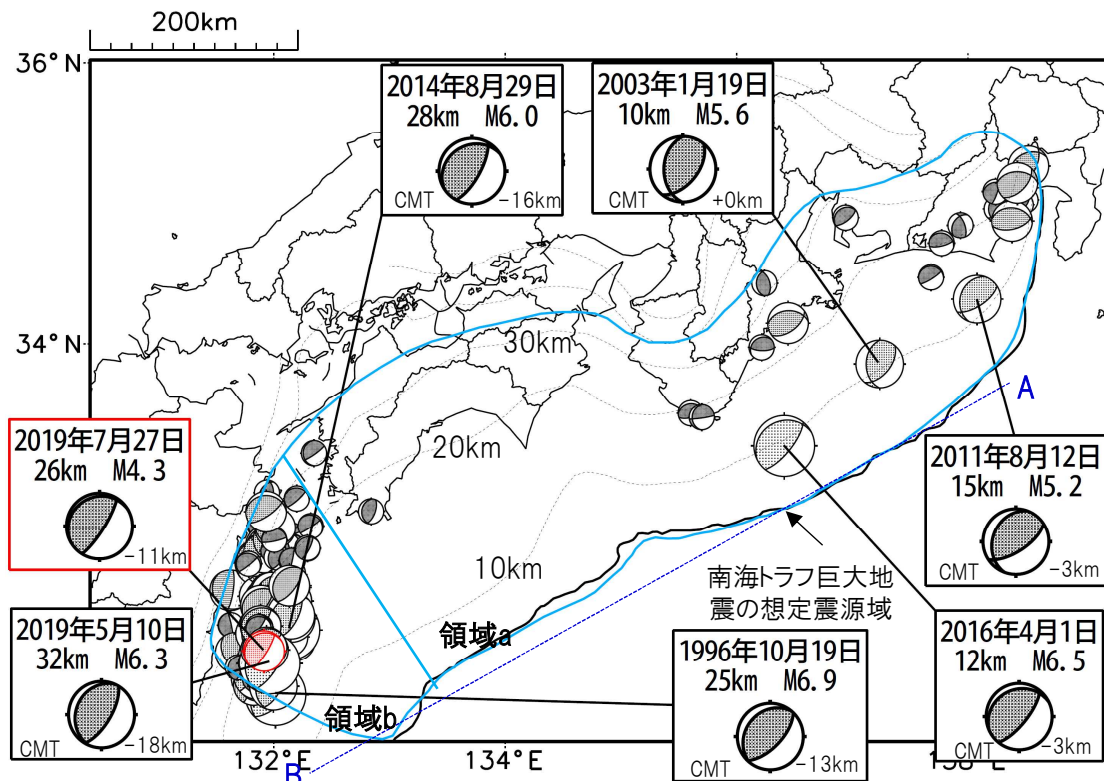 200km
36°N
2014年8月29日
28km M6.0
CMT
-16km
2003年1月19日
10km M5.6
CMT
+0km
34°N
30km
20km
10km
A
2019年7月27日
26km M4.3
-11km
2011年8月12日
15km M5.2
CMT
-3km
南海トラフ巨大地
震の想定震源域
領域a
2019年5月10日
32km M6.3
CMT
-18km
1996年10月19日
25km M6.9
CMT
-13km
2016年4月1日
12km M6.5
CMT
-3km
領域b
B
132°E
134°E
138°E